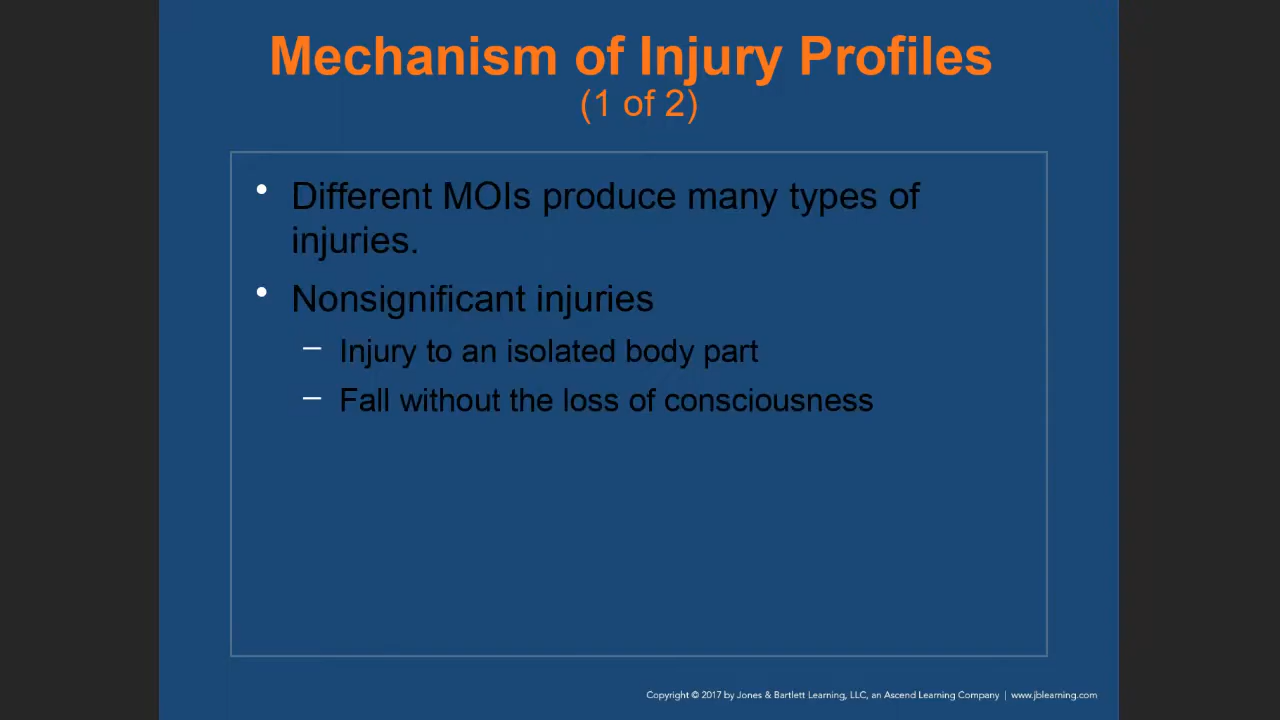 Mechanism of Injury Profiles
(1 of 2)
• Different MOIs produce many types of
injuries.
• Nonsignificant injuries
– Injury to an isolated body part
– Fall without the loss of consciousness
Copyright © 2017 by Jones & Bartlett Learning, LLC, an Ascend Learning Company | www.jblearning.com